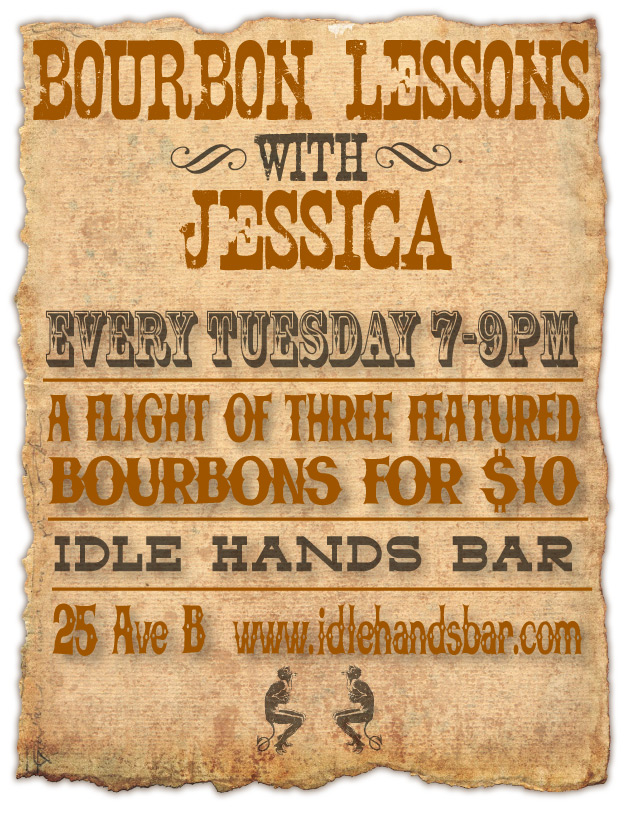 BOURBON LESSONS
WITH
JESSICA
EVERY TUESDAY 7-9PM
A FLIGHT OF THREE FEATURED
BOURBONS FOR $10
IDLE HANDS BAR
25 Ave B www.idlehandsbar.com